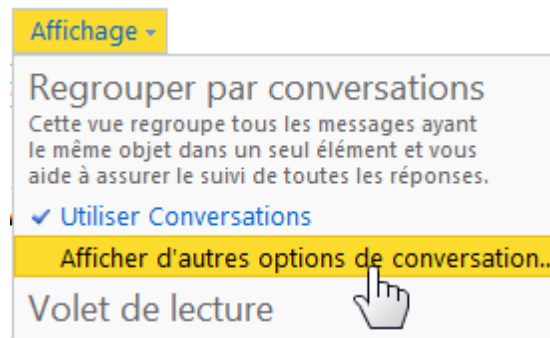 Affichage
Regrouper par conversations
Cette vue regroupe tous les messages ayant
le même objet dans un seul élément et vous
aide à assurer le suivi de toutes les réponses.
Utiliser Conversations
Afficher d'autres options de conversation..
Volet de lecture